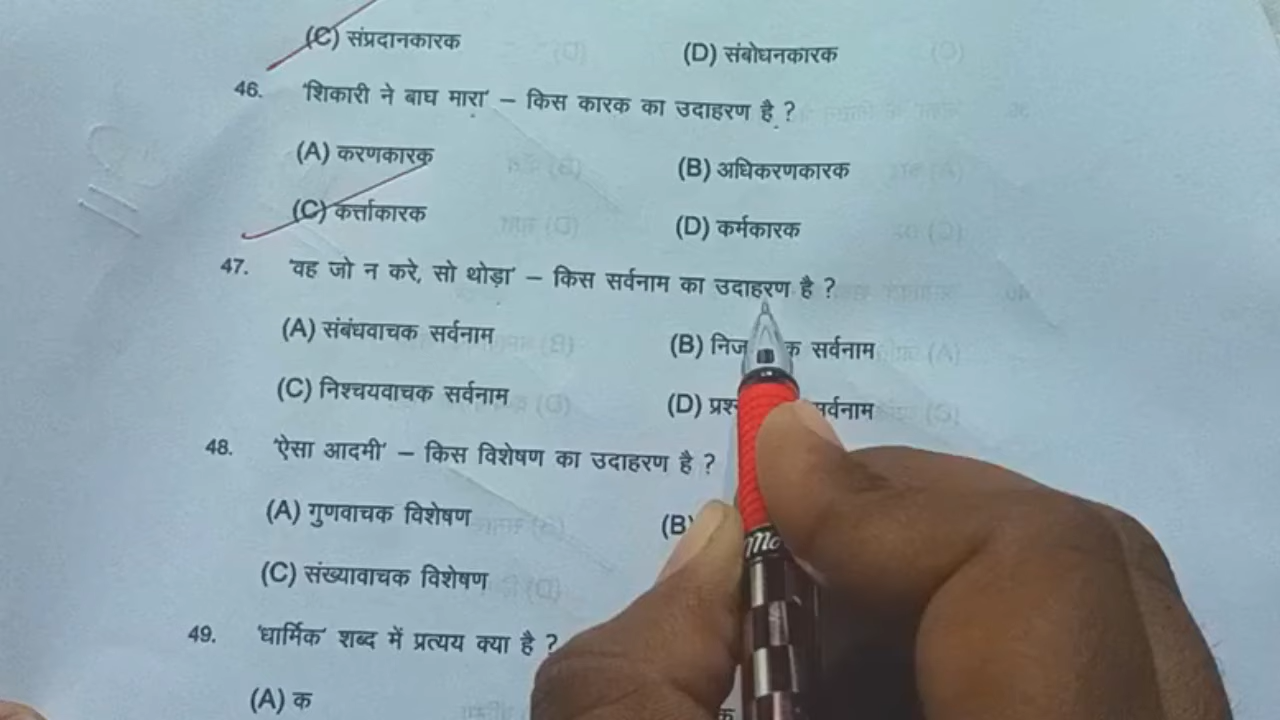 (C) संप्रदानकारक (D) संबोधनकारक
46. 'शिकारी ने बाघ मारा' – किस कारक का उदाहरण है ?
(A) करणकारक (B) अधिकरणकारक
(C) कर्त्ताकारक (D) कर्मकारक
47. 'वह जो न करे, सो थोड़ा' – किस सर्वनाम का उदाहरण है ?
(A) संबंधवाचक सर्वनाम (B) सर्वनाम
(C) निश्चयवाचक सर्वनाम (D) सर्वनाम
48. 'ऐसा आदमी' – किस विशेषण का उदाहरण है ?
(A) गुणवाचक विशेषण (B)
(C) संख्यावाचक विशेषण
49. 'धार्मिक' शब्द में प्रत्यय क्या है ?
(A) क